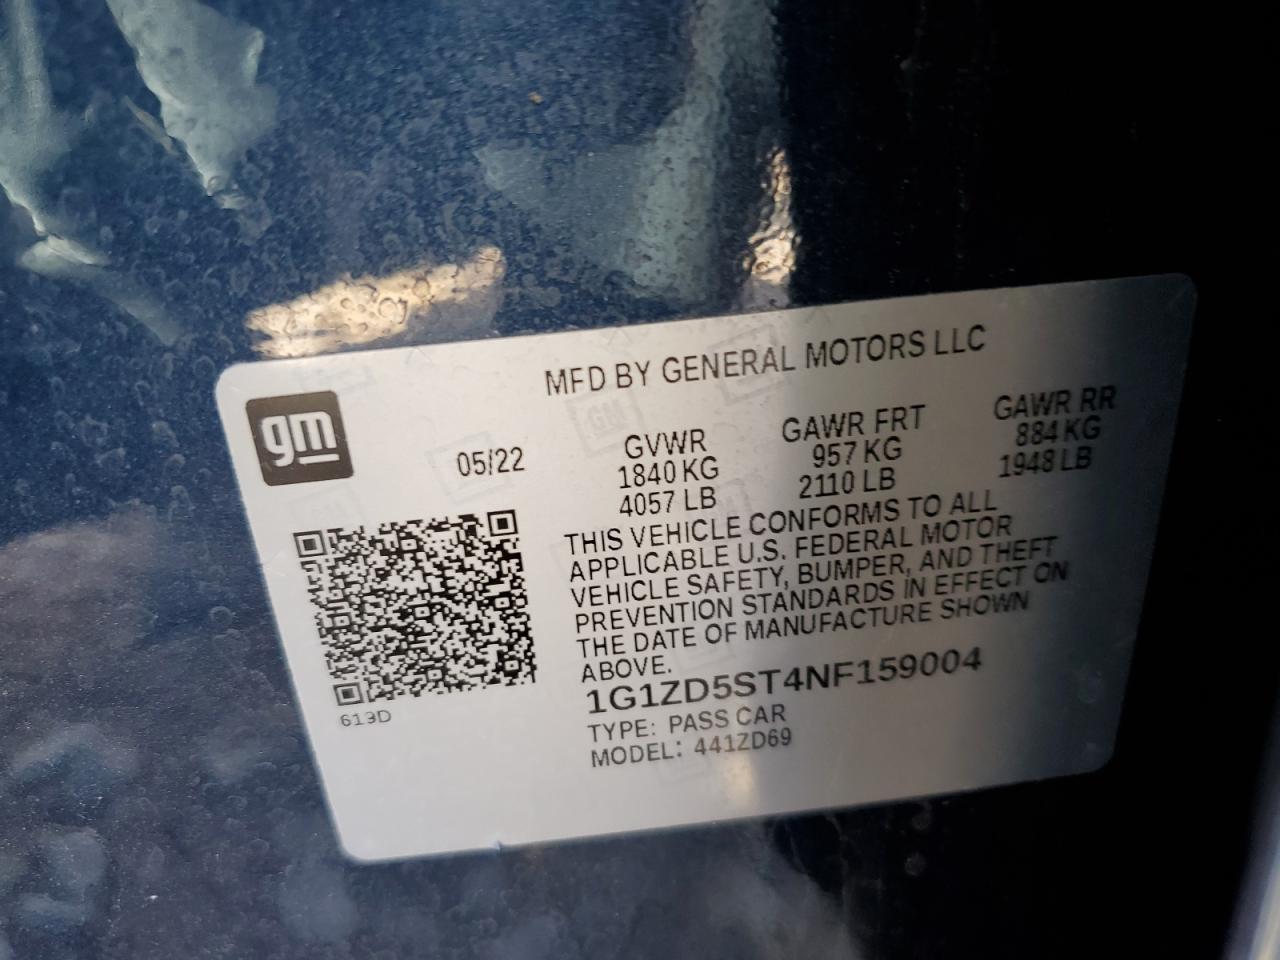 MFD BY GENERAL MOTORS LLC
gm
05/22
GVWR GAWR FRT GAWR RR
1840 KG 957 KG 884 KG
4057 LB 2110 LB 1948 LB
THIS VEHICLE CONFORMS TO ALL
APPLICABLE U.S. FEDERAL MOTOR
VEHICLE SAFETY, BUMPER, AND THEFT
PREVENTION STANDARDS IN EFFECT ON
THE DATE OF MANUFACTURE SHOWN
ABOVE.
1G1ZD5ST4NF159004
TYPE: PASS CAR
MODEL: 441ZD69
613D